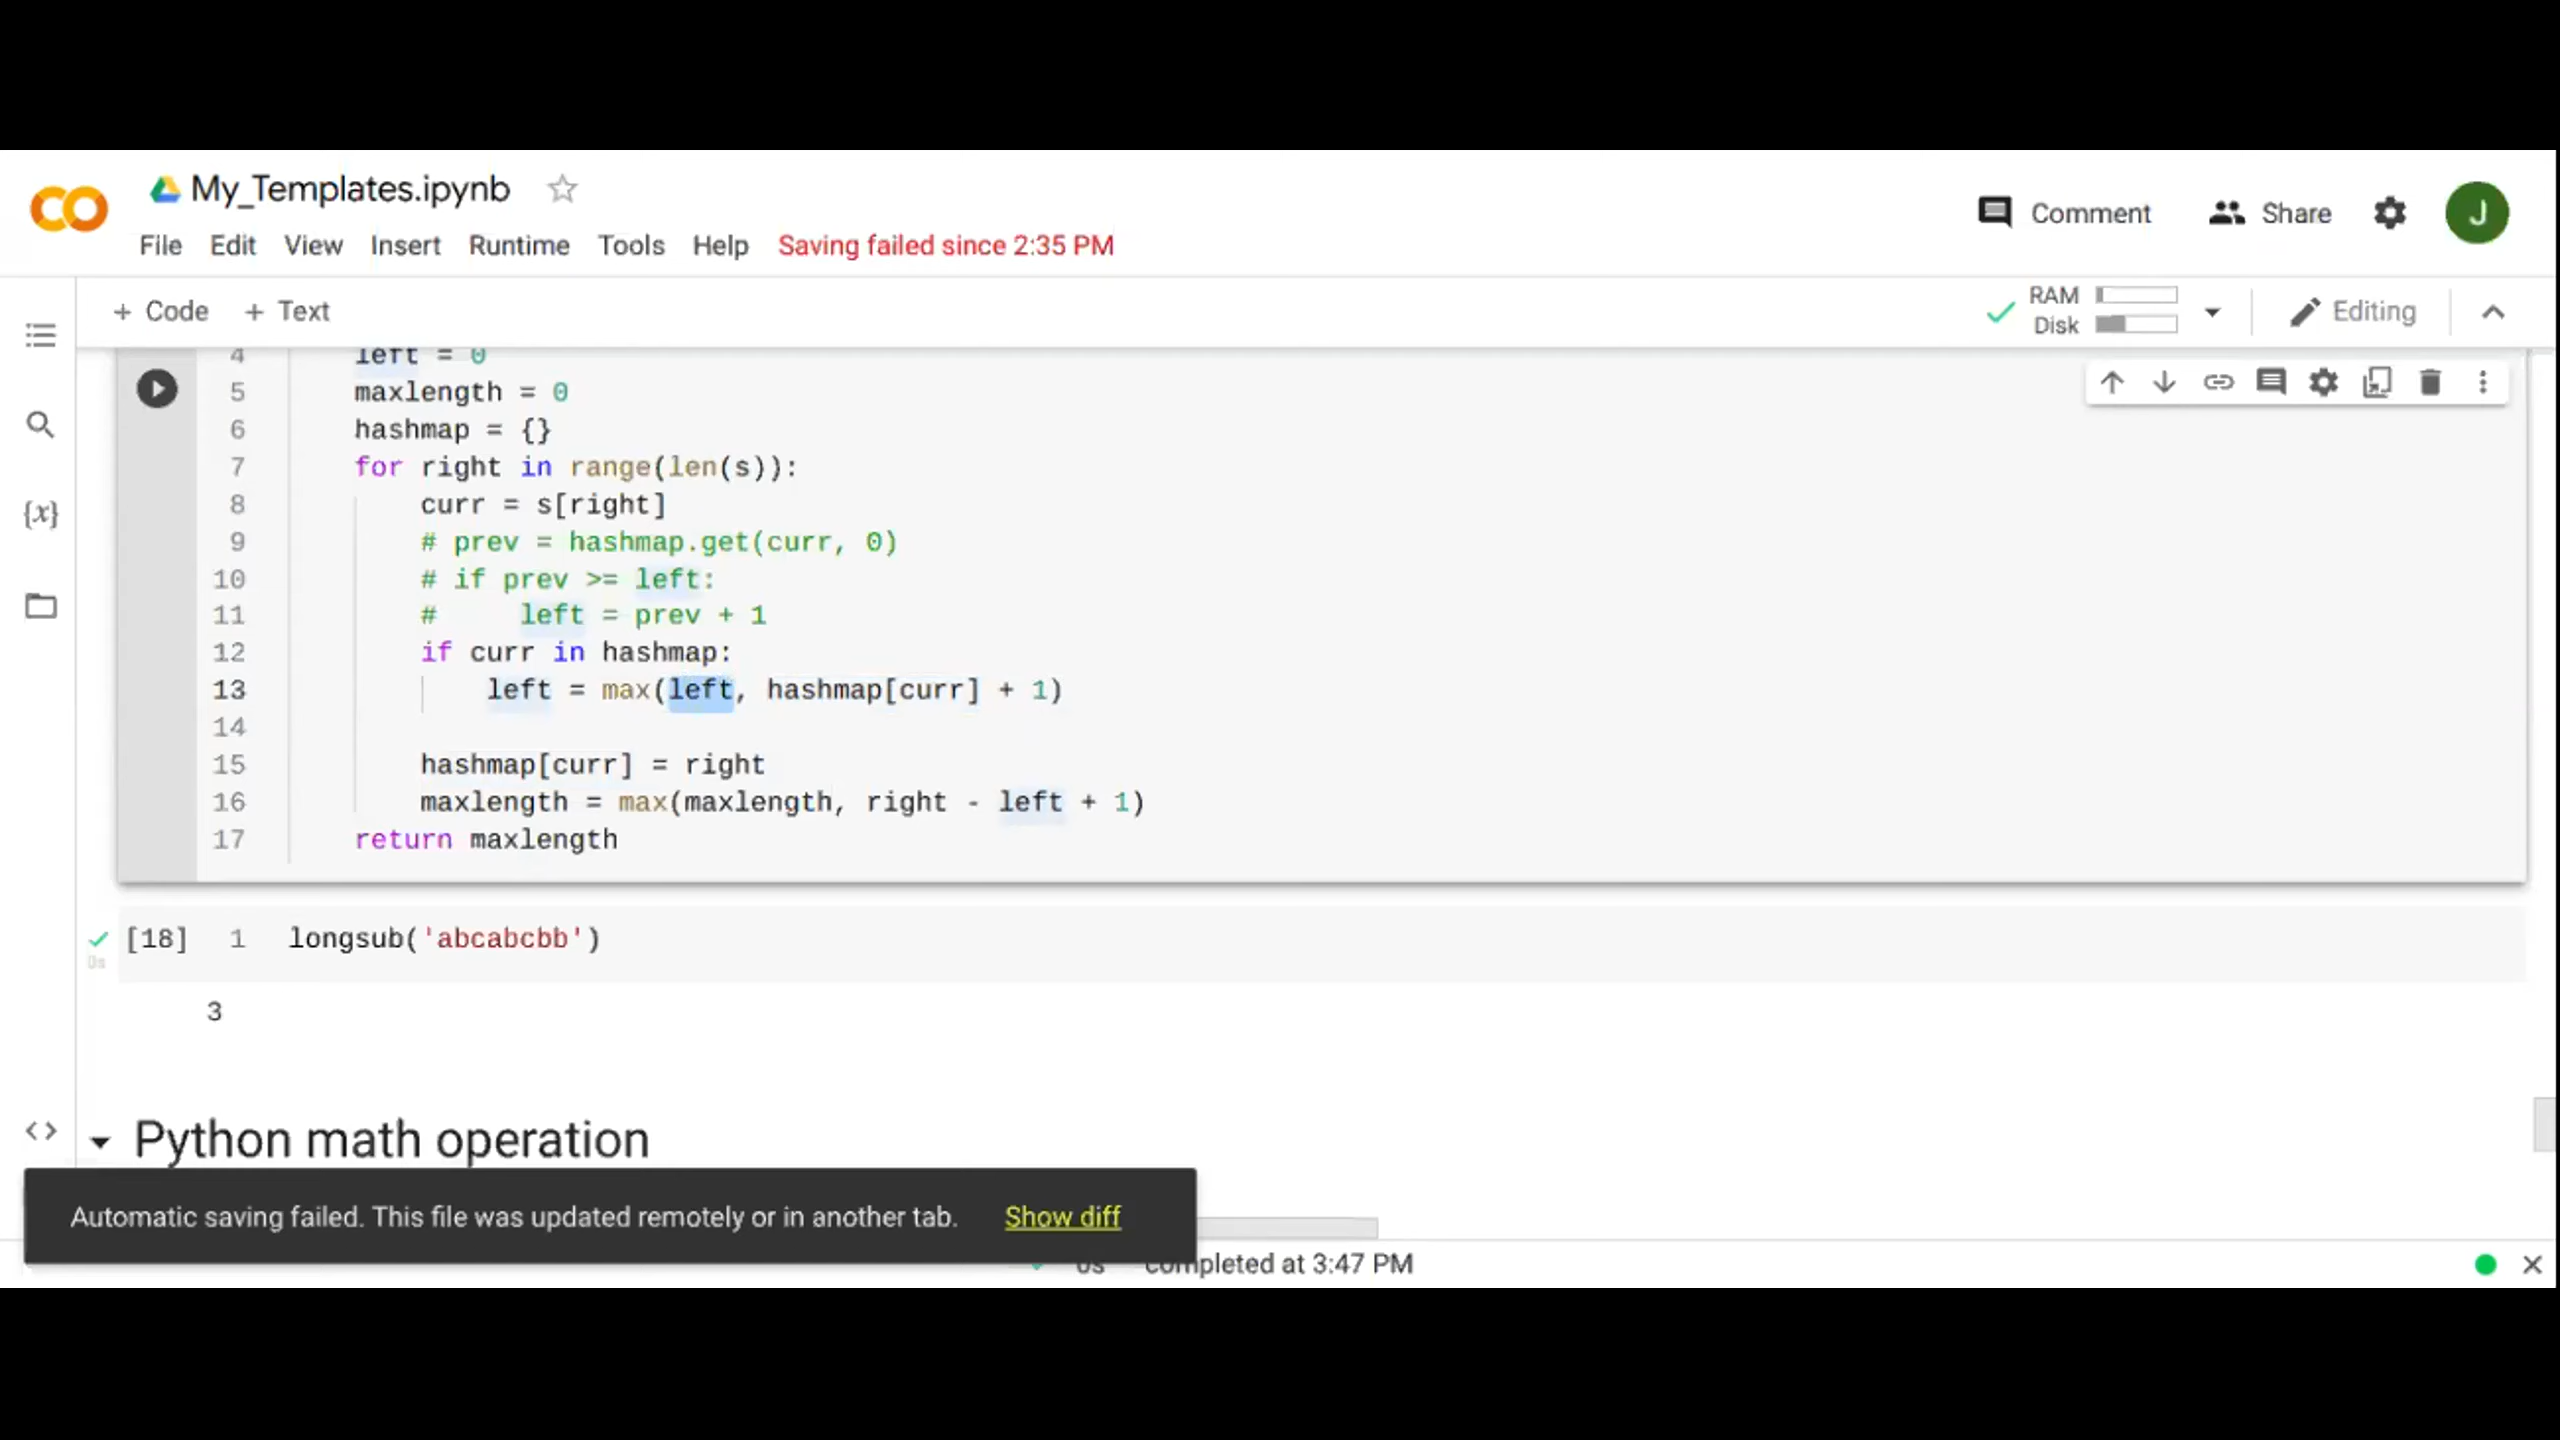 My_Templates.ipynb
File Edit View Insert Runtime Tools Help Saving failed since 2:35 PM
Comment Share J
+ Code + Text
RAM
Disk
Editing
4 left = 0
5 maxlength = 0
6 hashmap = {}
7 for right in range(len(s)):
8 curr = s[right]
9 # prev = hashmap.get(curr, 0)
10 # if prev >= left:
11 #     left = prev + 1
12 if curr in hashmap:
13 left = max(left, hashmap[curr] + 1)
14
15 hashmap[curr] = right
16 maxlength = max(maxlength, right - left + 1)
17 return maxlength
[18] 1 longsub('abcabcbb')
0s
3
Python math operation
Automatic saving failed. This file was updated remotely or in another tab. Show diff
0s completed at 3:47 PM